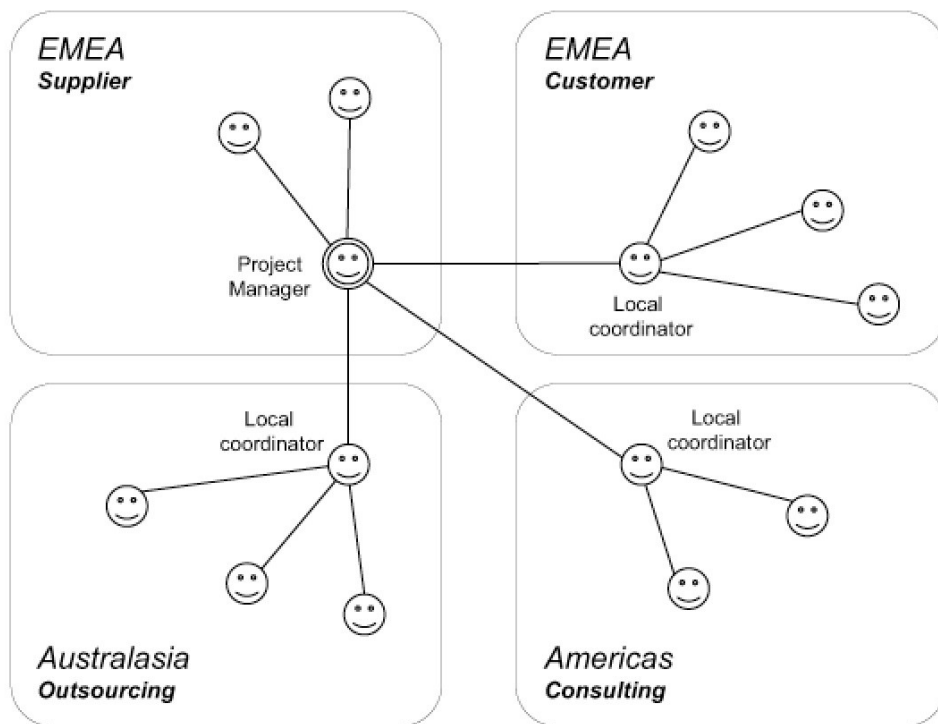 EMEA
Supplier
EMEA
Customer
Project
Manager
Local
coordinator
Local
coordinator
Local
coordinator
Australasia
Outsourcing
Americas
Consulting